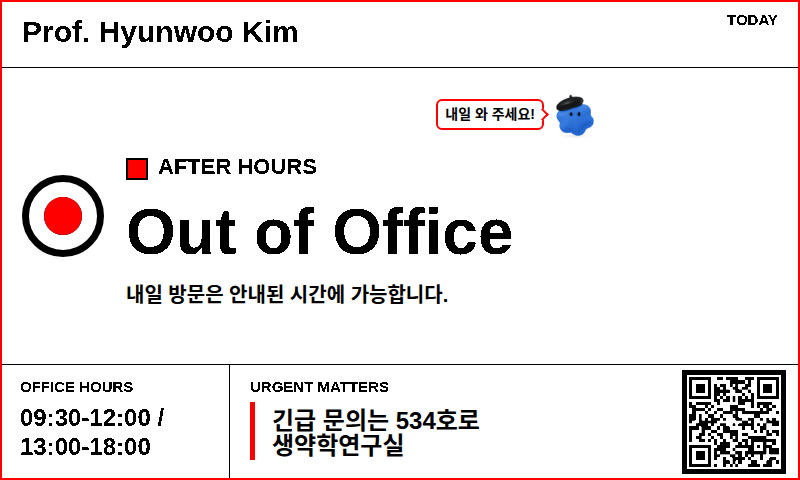 Prof. Hyunwoo Kim
TODAY
내일 와 주세요!
AFTER HOURS
Out of Office
내일 방문은 안내된 시간에 가능합니다.
OFFICE HOURS
09:30-12:00 /
13:00-18:00
URGENT MATTERS
긴급 문의는 534호로
생약학연구실